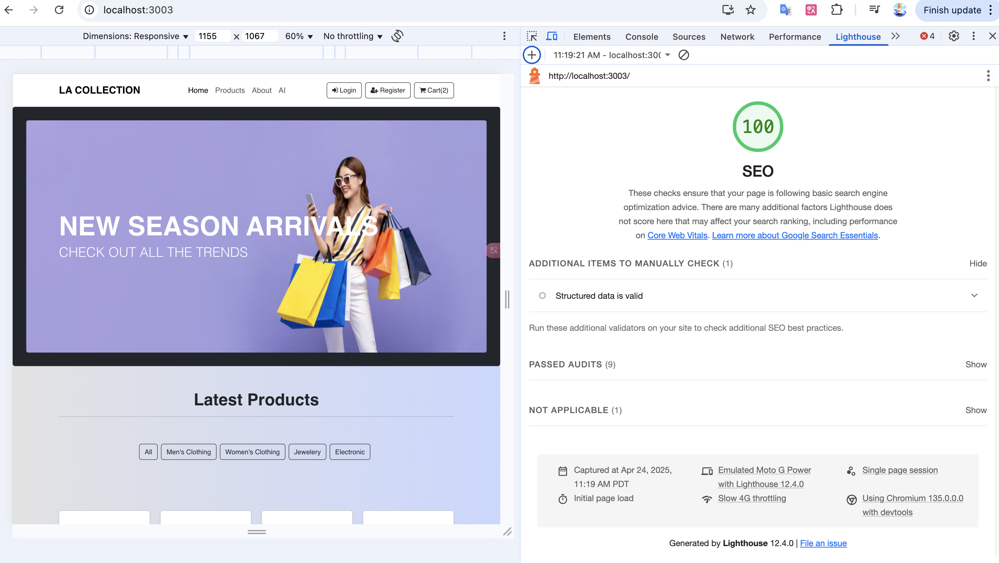 localhost:3003
Finish update
Dimensions: Responsive 1155 x 1067 60% No throttling
Elements Console Sources Network Performance Lighthouse 4
11:19:21 AM - localhost:300
http://localhost:3003/
LA COLLECTION
Home Products About AI
Login Register Cart(2)
NEW SEASON ARRIVALS
CHECK OUT ALL THE TRENDS
Latest Products
All Men's Clothing Women's Clothing Jewelery Electronic
100
SEO
These checks ensure that your page is following basic search engine
optimization advice. There are many additional factors Lighthouse does
not score here that may affect your search ranking, including performance
on Core Web Vitals. Learn more about Google Search Essentials.
ADDITIONAL ITEMS TO MANUALLY CHECK (1) Hide
Structured data is valid
Run these additional validators on your site to check additional SEO best practices.
PASSED AUDITS (9) Show
NOT APPLICABLE (1) Show
Captured at Apr 24, 2025,
11:19 AM PDT
Initial page load
Emulated Moto G Power
with Lighthouse 12.4.0
Slow 4G throttling
Single page session
Using Chromium 135.0.0.0
with devtools
Generated by Lighthouse 12.4.0 | File an issue